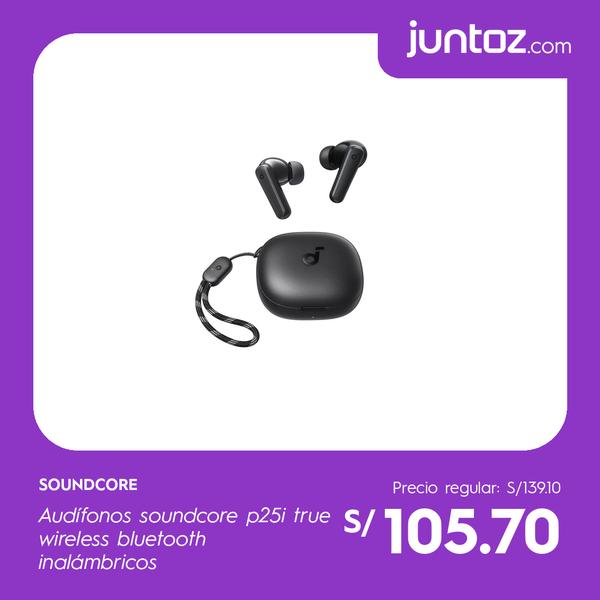 juntoz.com
SOUNDCORE
Audífonos soundcore p25i true
wireless bluetooth
inalámbricos
Precio regular: S/139.10
S/105.70